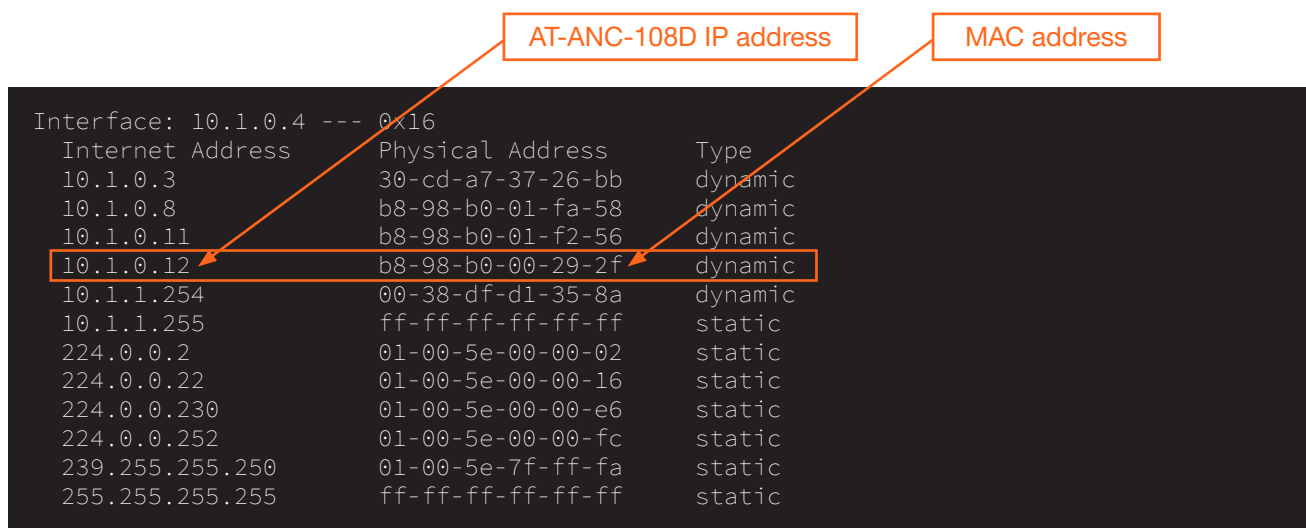 AT-ANC-108D IP address MAC address
Interface: 10.1.0.4 --- 0x16
Internet Address Physical Address Type
10.1.0.3 30-cd-a7-37-26-bb dynamic
10.1.0.8 b8-98-b0-01-fa-58 dynamic
10.1.0.11 b8-98-b0-01-f2-56 dynamic
10.1.0.12 b8-98-b0-00-29-2f dynamic
10.1.1.254 00-38-df-d1-35-8a dynamic
10.1.1.255 ff-ff-ff-ff-ff-ff static
224.0.0.2 01-00-5e-00-00-02 static
224.0.0.22 01-00-5e-00-00-16 static
224.0.0.230 01-00-5e-00-00-e6 static
224.0.0.252 01-00-5e-00-00-fc static
239.255.255.250 01-00-5e-7f-ff-fa static
255.255.255.255 ff-ff-ff-ff-ff-ff static